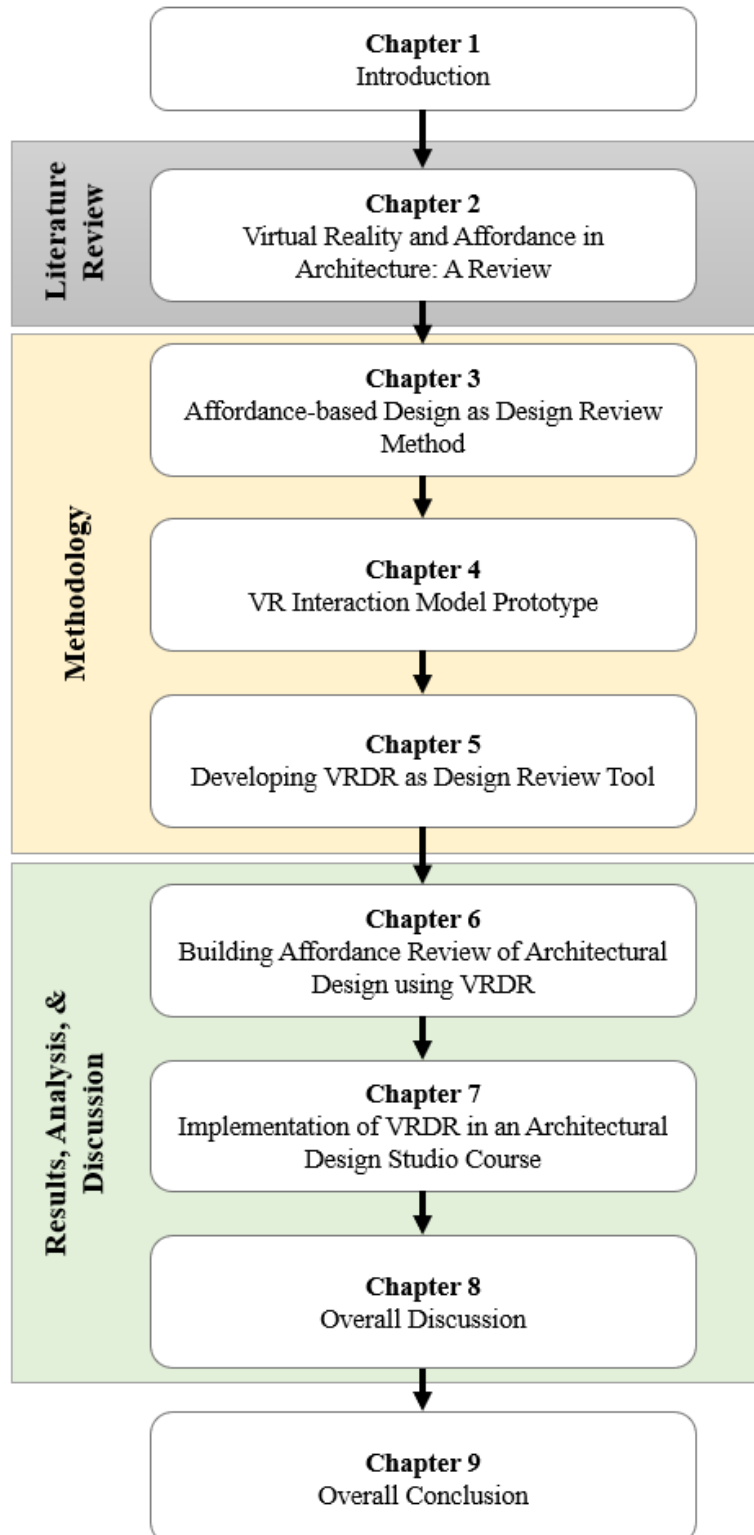 Chapter 1
Introduction
Literature
Review
Chapter 2
Virtual Reality and Affordance in
Architecture: A Review
Methodology
Chapter 3
Affordance-based Design as Design Review
Method
Chapter 4
VR Interaction Model Prototype
Chapter 5
Developing VRDR as Design Review Tool
Results, Analysis, &
Discussion
Chapter 6
Building Affordance Review of Architectural
Design using VRDR
Chapter 7
Implementation of VRDR in an Architectural
Design Studio Course
Chapter 8
Overall Discussion
Chapter 9
Overall Conclusion